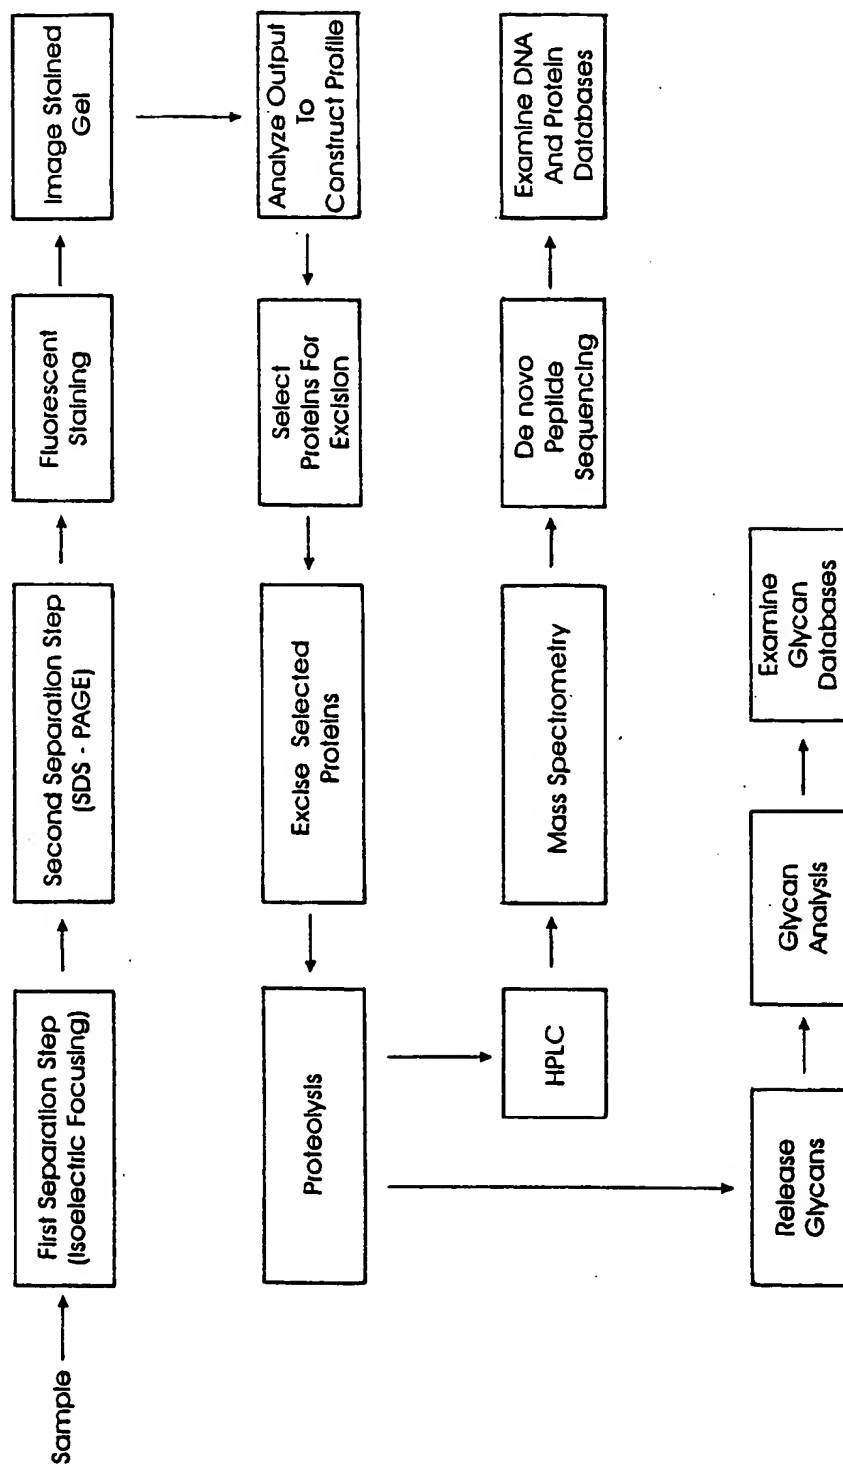 Sample
First Separation Step
(Isoelectric Focusing)
Second Separation Step
(SDS - PAGE)
Fluorescent
Staining
Image Stained
Gel
Analyze Output
To
Construct Profile
Select
Proteins For
Excision
Excise Selected
Proteins
Proteolysis
HPLC
Mass Spectrometry
De novo
Peptide
Sequencing
Examine DNA
And Protein
Databases
Release
Glycans
Glycan
Analysis
Examine
Glycan
Databases